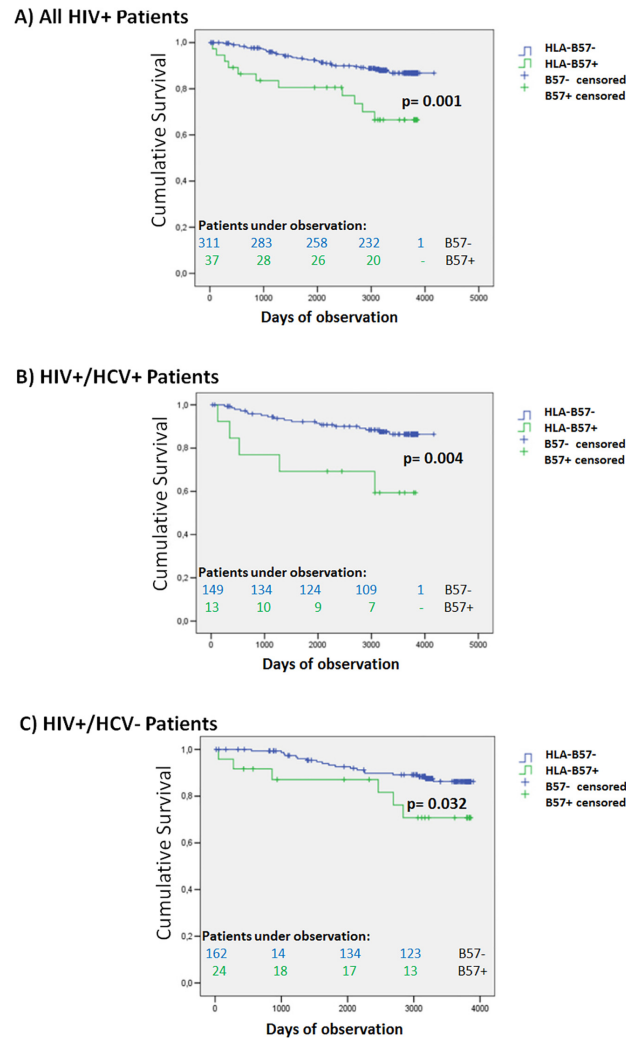 A) All HIV+ Patients
Cumulative Survival
1,0
0,8
0,6
0,4
0,2
0,0
HLA-B57-
HLA-B57+
B57- censored
B57+ censored
p= 0.001
Patients under observation:
311 283 258 232 1 B57-
37 28 26 20 - B57+
0 1000 2000 3000 4000 5000
Days of observation
B) HIV+/HCV+ Patients
Cumulative Survival
1,0
0,8
0,6
0,4
0,2
0,0
HLA-B57-
HLA-B57+
B57- censored
B57+ censored
p= 0.004
Patients under observation:
149 134 124 109 1 B57-
13 10 9 7 - B57+
0 1000 2000 3000 4000 5000
Days of observation
C) HIV+/HCV- Patients
Cumulative Survival
1,0
0,8
0,6
0,4
0,2
0,0
HLA-B57-
HLA-B57+
B57- censored
B57+ censored
p= 0.032
Patients under observation:
162 14 134 123 B57-
24 18 17 13 B57+
0 1000 2000 3000 4000
Days of observation